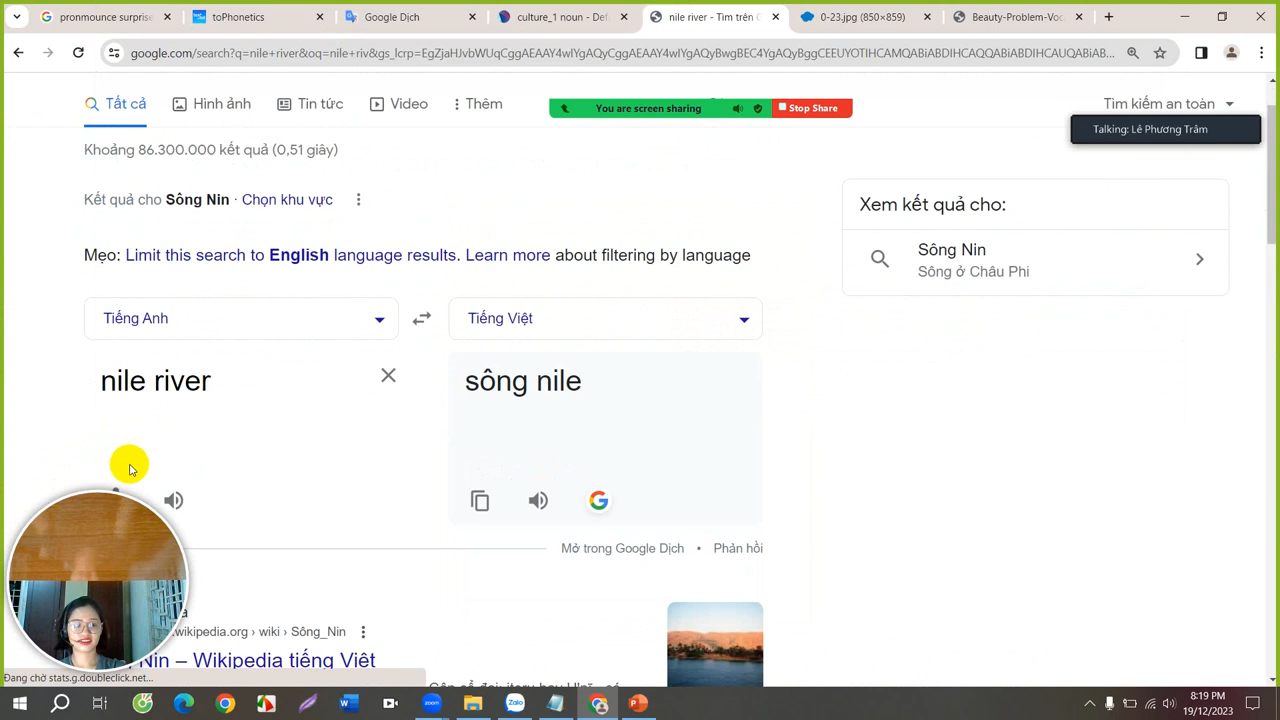 pronmounce surprise
toPhonetics
Google Dịch
culture_1 noun - Def
nile river - Tìm trên G
0-23.jpg (850×859)
Beauty-Problem-Voc
google.com/search?q=nile+river&oq=nile+riv&gs_lcrp=EgZjaHJvbWUqCggAEAAY4wIYgAQyCggAEAAY4wIYgAQyBwgBEC4YgAQyBggCEEUYOTIHCAMQABiABDIHCAQQABiABDIHCAUQABiAB...
Tất cả
Hình ảnh
Tin tức
Video
Thêm
You are screen sharing
Stop Share
Tìm kiếm an toàn
Talking: Lê Phương Trâm
Khoảng 86.300.000 kết quả (0,51 giây)
Kết quả cho Sông Nin · Chọn khu vực
Xem kết quả cho:
Sông Nin
Sông ở Châu Phi
Mẹo: Limit this search to English language results. Learn more about filtering by language
Tiếng Anh
Tiếng Việt
nile river
sông nile
Mở trong Google Dịch • Phản hồi
wikipedia.org › wiki › Sông_Nin
Nin – Wikipedia tiếng Việt
Đang chờ stats.g.doubleclick.net...
zoom
Zalo
8:19 PM
19/12/2023